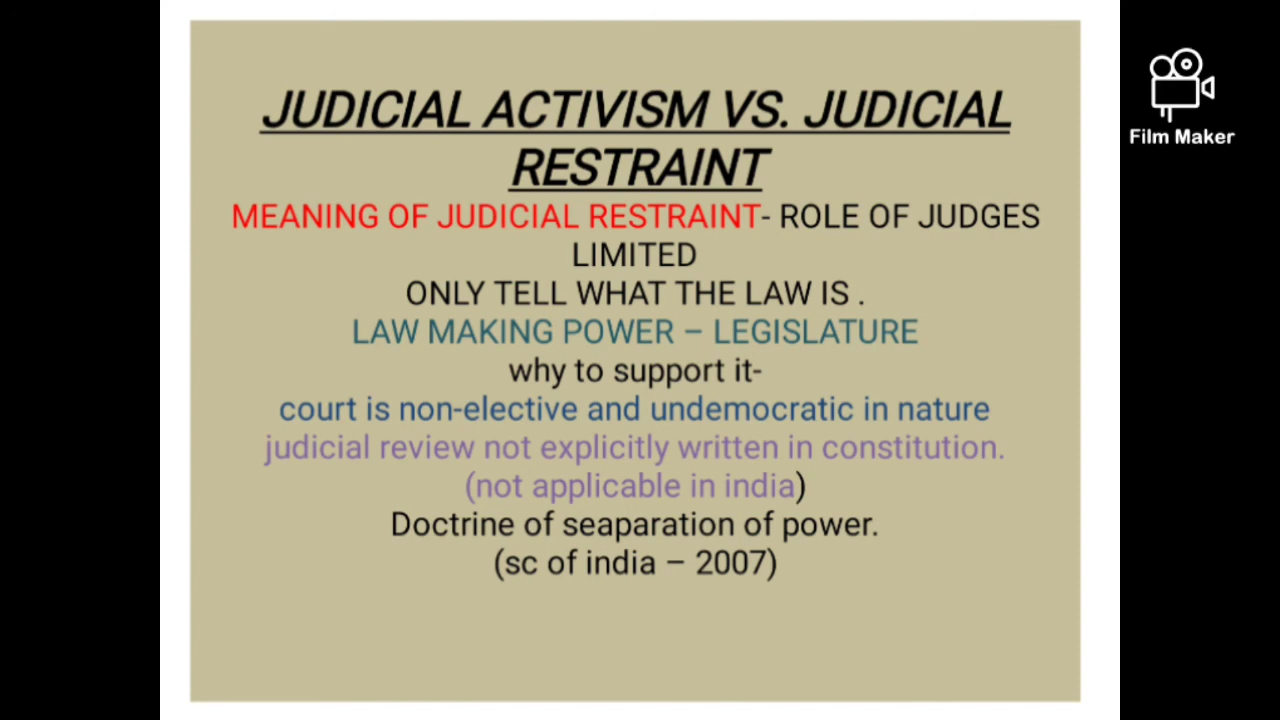 JUDICIAL ACTIVISM VS. JUDICIAL
RESTRAINT
MEANING OF JUDICIAL RESTRAINT- ROLE OF JUDGES
LIMITED
ONLY TELL WHAT THE LAW IS .
LAW MAKING POWER – LEGISLATURE
why to support it-
court is non-elective and undemocratic in nature
judicial review not explicitly written in constitution.
(not applicable in india)
Doctrine of seaparation of power.
(sc of india – 2007)
Film Maker